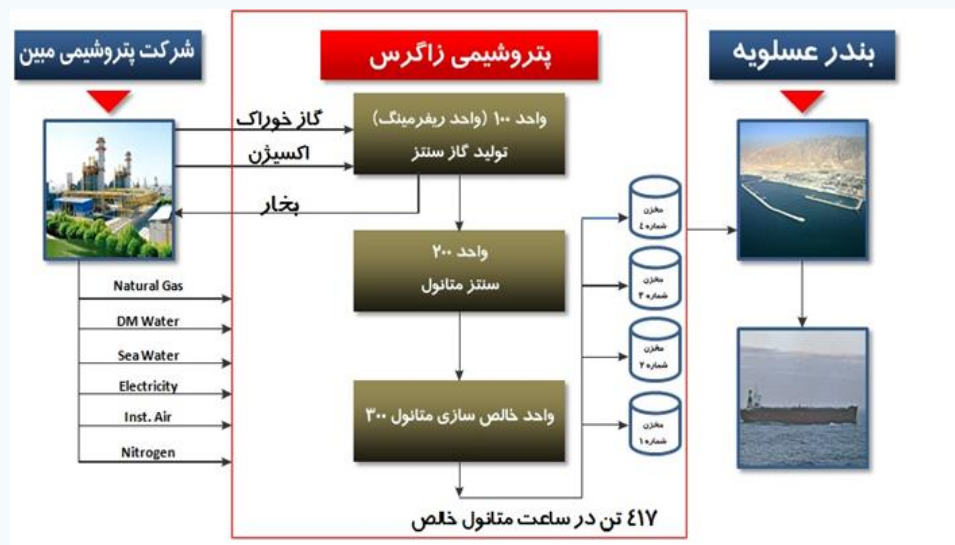 شرکت پتروشیمی مبین
پتروشیمی زاگرس
بندر عسلویه
گاز خوراک
اکسیژن
بخار
واحد ۱۰۰ (واحد ریفرمینگ)
تولید گاز سنتز
واحد ۲۰۰
سنتز متانول
واحد خالص سازی متانول ۳۰۰
مخزن
شماره ٤
مخزن
شماره ۳
مخزن
شماره ۲
مخزن
شماره ۱
Natural Gas
DM Water
Sea Water
Electricity
Inst. Air
Nitrogen
٤۱۷ تن در ساعت متانول خالص